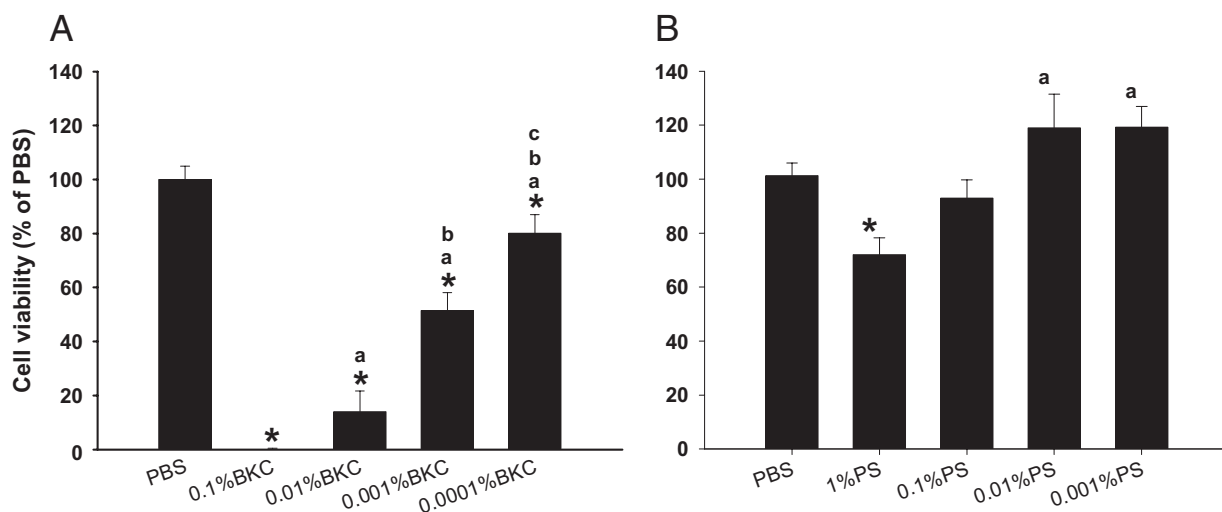 A
Cell viability (% of PBS)
140
120
100
80
60
40
20
0
a
*
b
a
*
c
b
a
*
*
PBS
0.1%BKC
0.01%BKC
0.001%BKC
0.0001%BKC
B
140
120
100
80
60
40
20
0
*
a
a
PBS
1%PS
0.1%PS
0.01%PS
0.001%PS